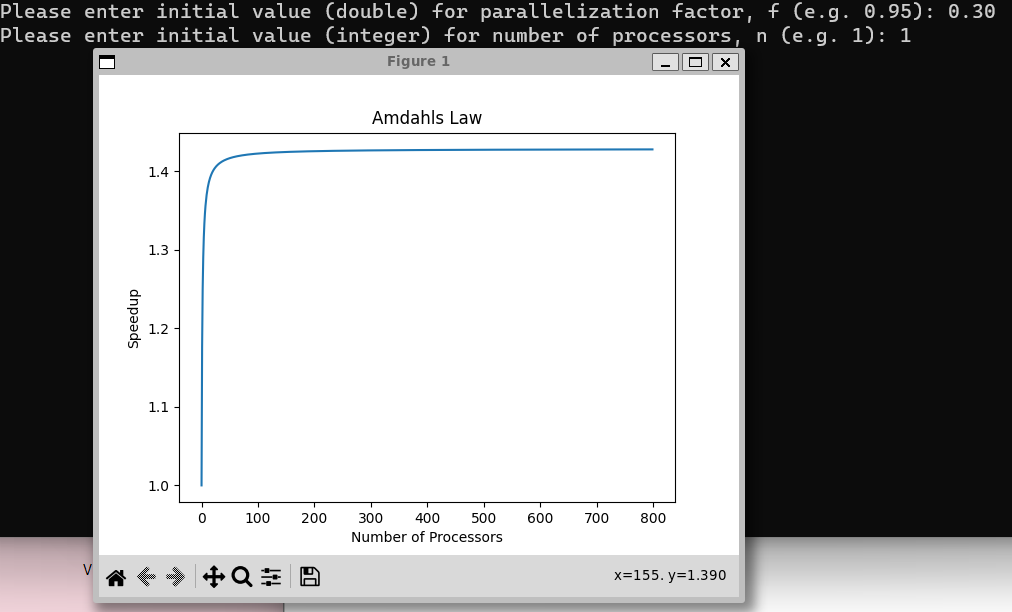 Please enter initial value (double) for parallelization factor, f (e.g. 0.95): 0.30
Please enter initial value (integer) for number of processors, n (e.g. 1): 1
Figure 1
Amdahls Law
1.4
1.3
1.2
1.1
1.0
Speedup
0 100 200 300 400 500 600 700 800
Number of Processors
V
x=155. y=1.390